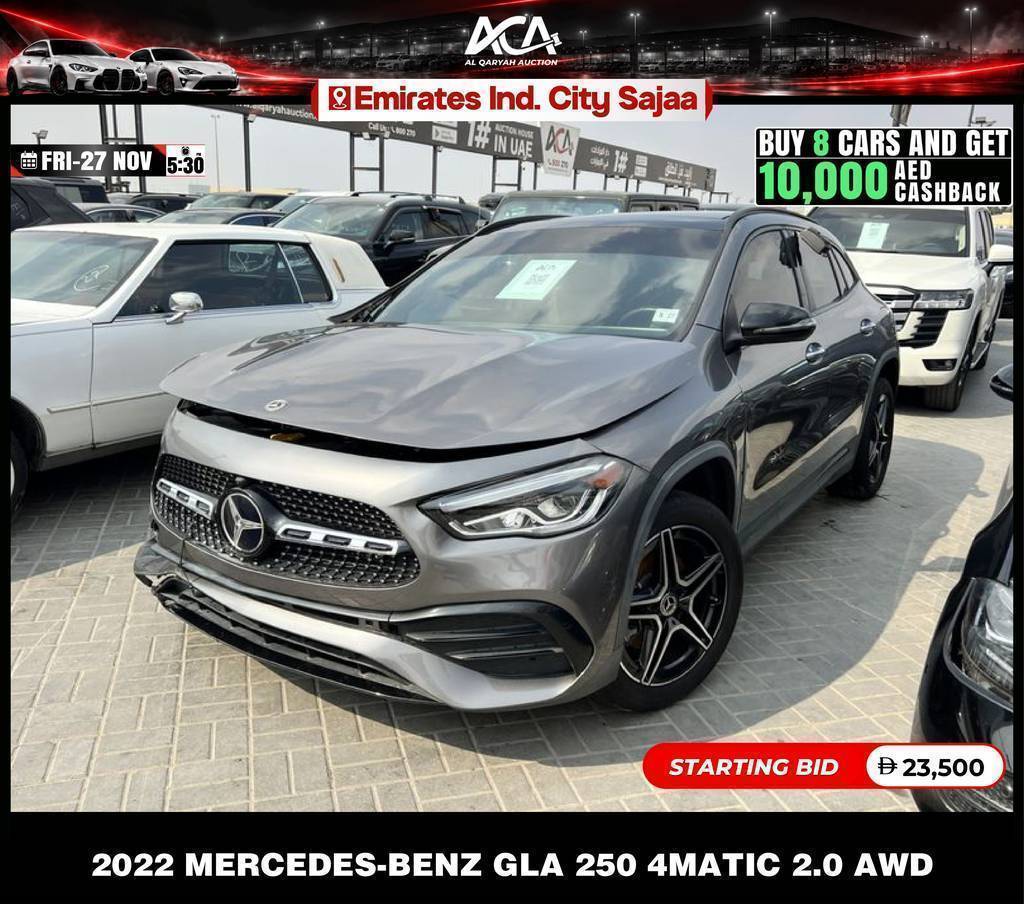 ACA
AL QARYAH AUCTION
Emirates Ind. City Sajaa
FRI-27 NOV 5:30
BUY 8 CARS AND GET
10,000 AED CASHBACK
1# AUCTION HOUSE IN UAE
ACA
1#
STARTING BID 23,500
2022 MERCEDES-BENZ GLA 250 4MATIC 2.0 AWD